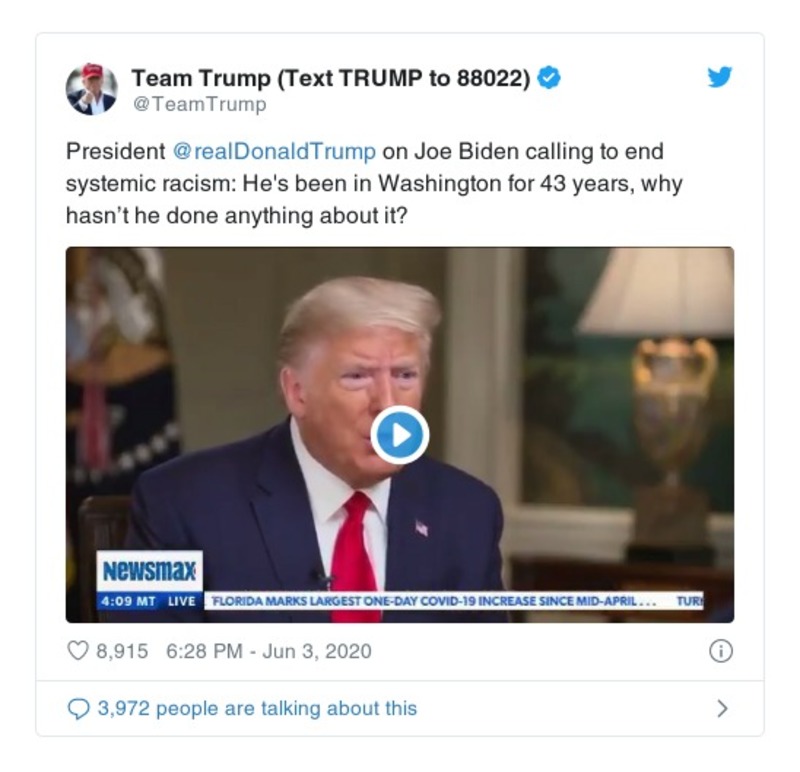 Team Trump (Text TRUMP to 88022)
@TeamTrump
President @realDonaldTrump on Joe Biden calling to end
systemic racism: He's been in Washington for 43 years, why
hasn’t he done anything about it?
Newsmax
4:09 MT LIVE FLORIDA MARKS LARGEST ONE-DAY COVID-19 INCREASE SINCE MID-APRIL... TUR
8,915 6:28 PM - Jun 3, 2020
3,972 people are talking about this